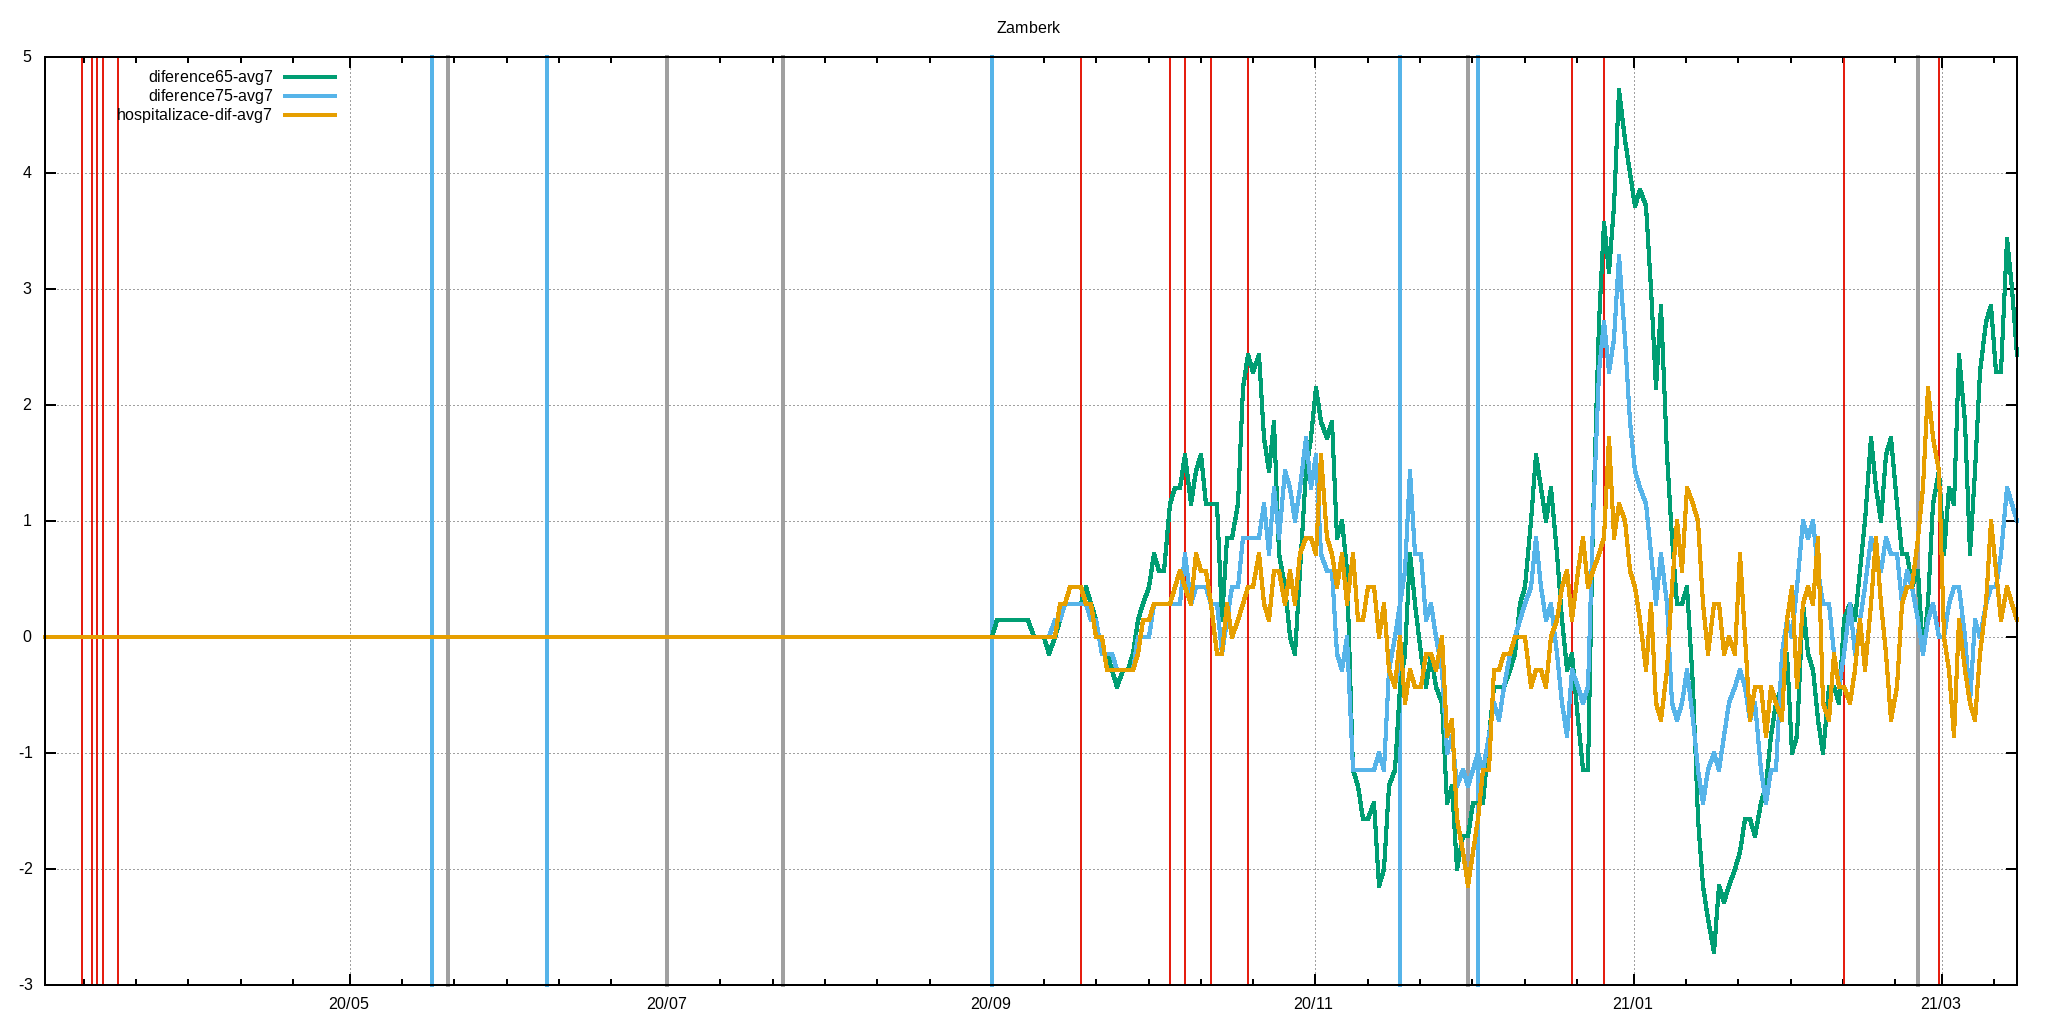 Zamberk
diference65-avg7
diference75-avg7
hospitalizace-dif-avg7
5
4
3
2
1
0
-1
-2
-3
20/05 20/07 20/09 20/11 21/01 21/03